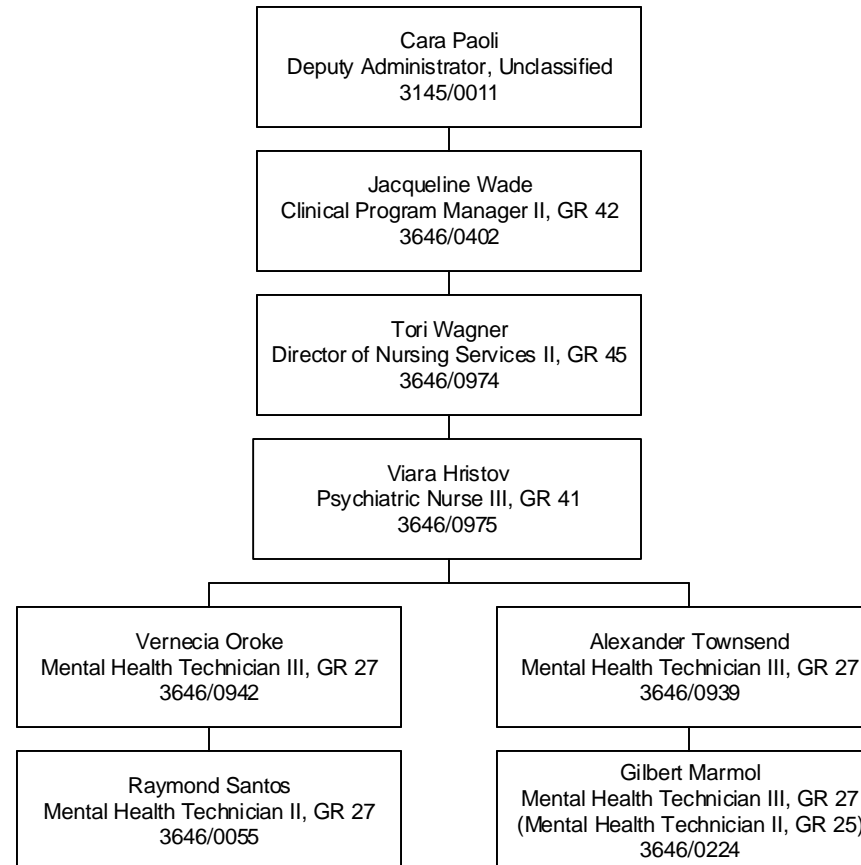 Cara Paoli
Deputy Administrator, Unclassified
3145/0011
Jacqueline Wade
Clinical Program Manager II, GR 42
3646/0402
Tori Wagner
Director of Nursing Services II, GR 45
3646/0974
Viara Hristov
Psychiatric Nurse III, GR 41
3646/0975
Vernecia Oroke
Mental Health Technician III, GR 27
3646/0942
Alexander Townsend
Mental Health Technician III, GR 27
3646/0939
Raymond Santos
Mental Health Technician II, GR 27
3646/0055
Gilbert Marmol
Mental Health Technician III, GR 27
(Mental Health Technician II, GR 25)
3646/0224